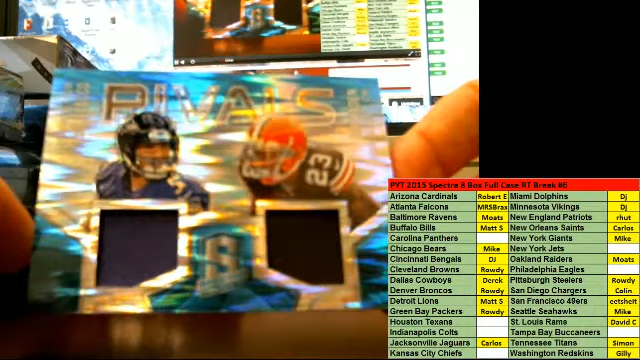 RIVALS
23
PYT 2015 Spectra 8 Box Full Case RT Break #6
Arizona Cardinals Robert E Miami Dolphins Dj
Atlanta Falcons MRSBrax Minnesota Vikings Dj
Baltimore Ravens Moats New England Patriots rhut
Buffalo Bills Matt S New Orleans Saints Carlos
Carolina Panthers New York Giants Mike
Chicago Bears Mike New York Jets
Cincinnati Bengals DJ Oakland Raiders Moats
Cleveland Browns Rowdy Philadelphia Eagles
Dallas Cowboys Derek Pittsburgh Steelers Rowdy
Denver Broncos Rowdy San Diego Chargers Colin
Detroit Lions Matt S San Francisco 49ers eetsheit
Green Bay Packers Rowdy Seattle Seahawks Mike
Houston Texans St. Louis Rams David C
Indianapolis Colts Tampa Bay Buccaneers
Jacksonville Jaguars Carlos Tennessee Titans Simon
Kansas City Chiefs Washington Redskins Gilly